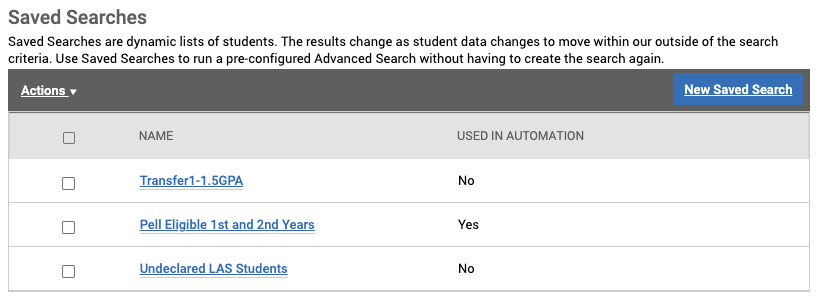 Saved Searches
Saved Searches are dynamic lists of students. The results change as student data changes to move within our outside of the search
criteria. Use Saved Searches to run a pre-configured Advanced Search without having to create the search again.
Actions New Saved Search
NAME USED IN AUTOMATION
Transfer1-1.5GPA No
Pell Eligible 1st and 2nd Years Yes
Undeclared LAS Students No